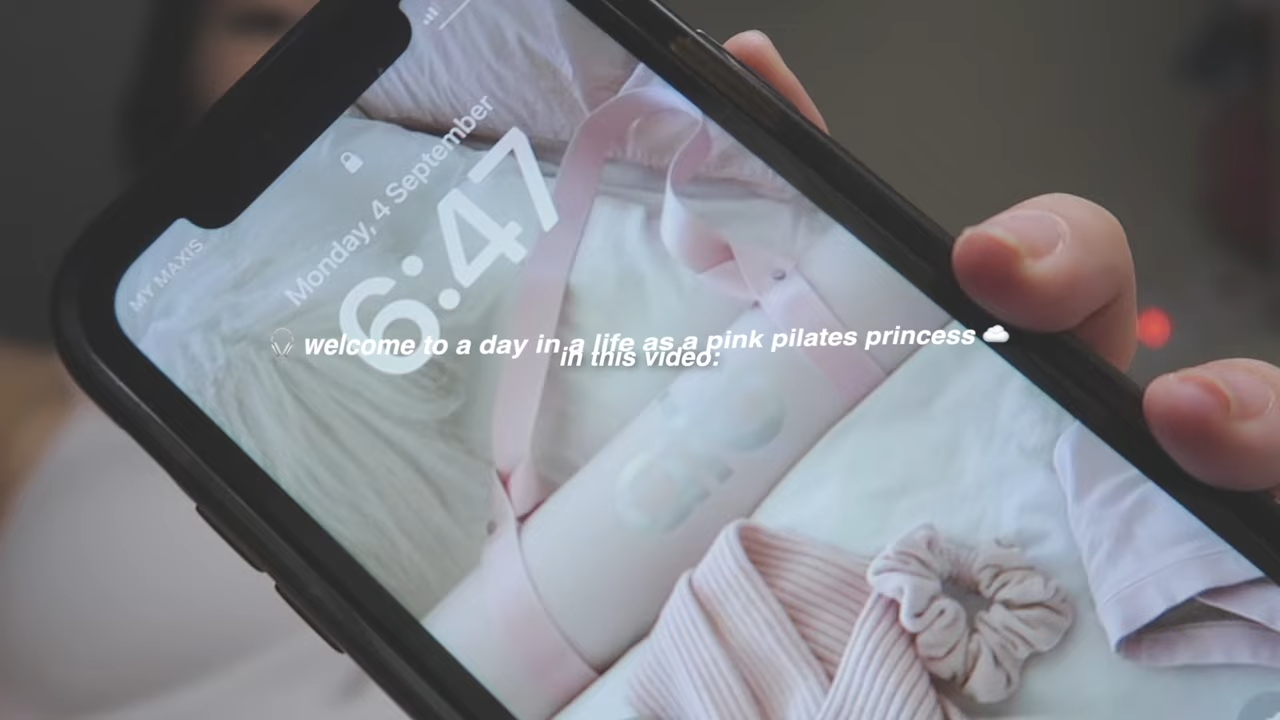 MY MAXIS
Monday, 4 September
6:47
welcome to a day in a life as a pink pilates princess
in this video: